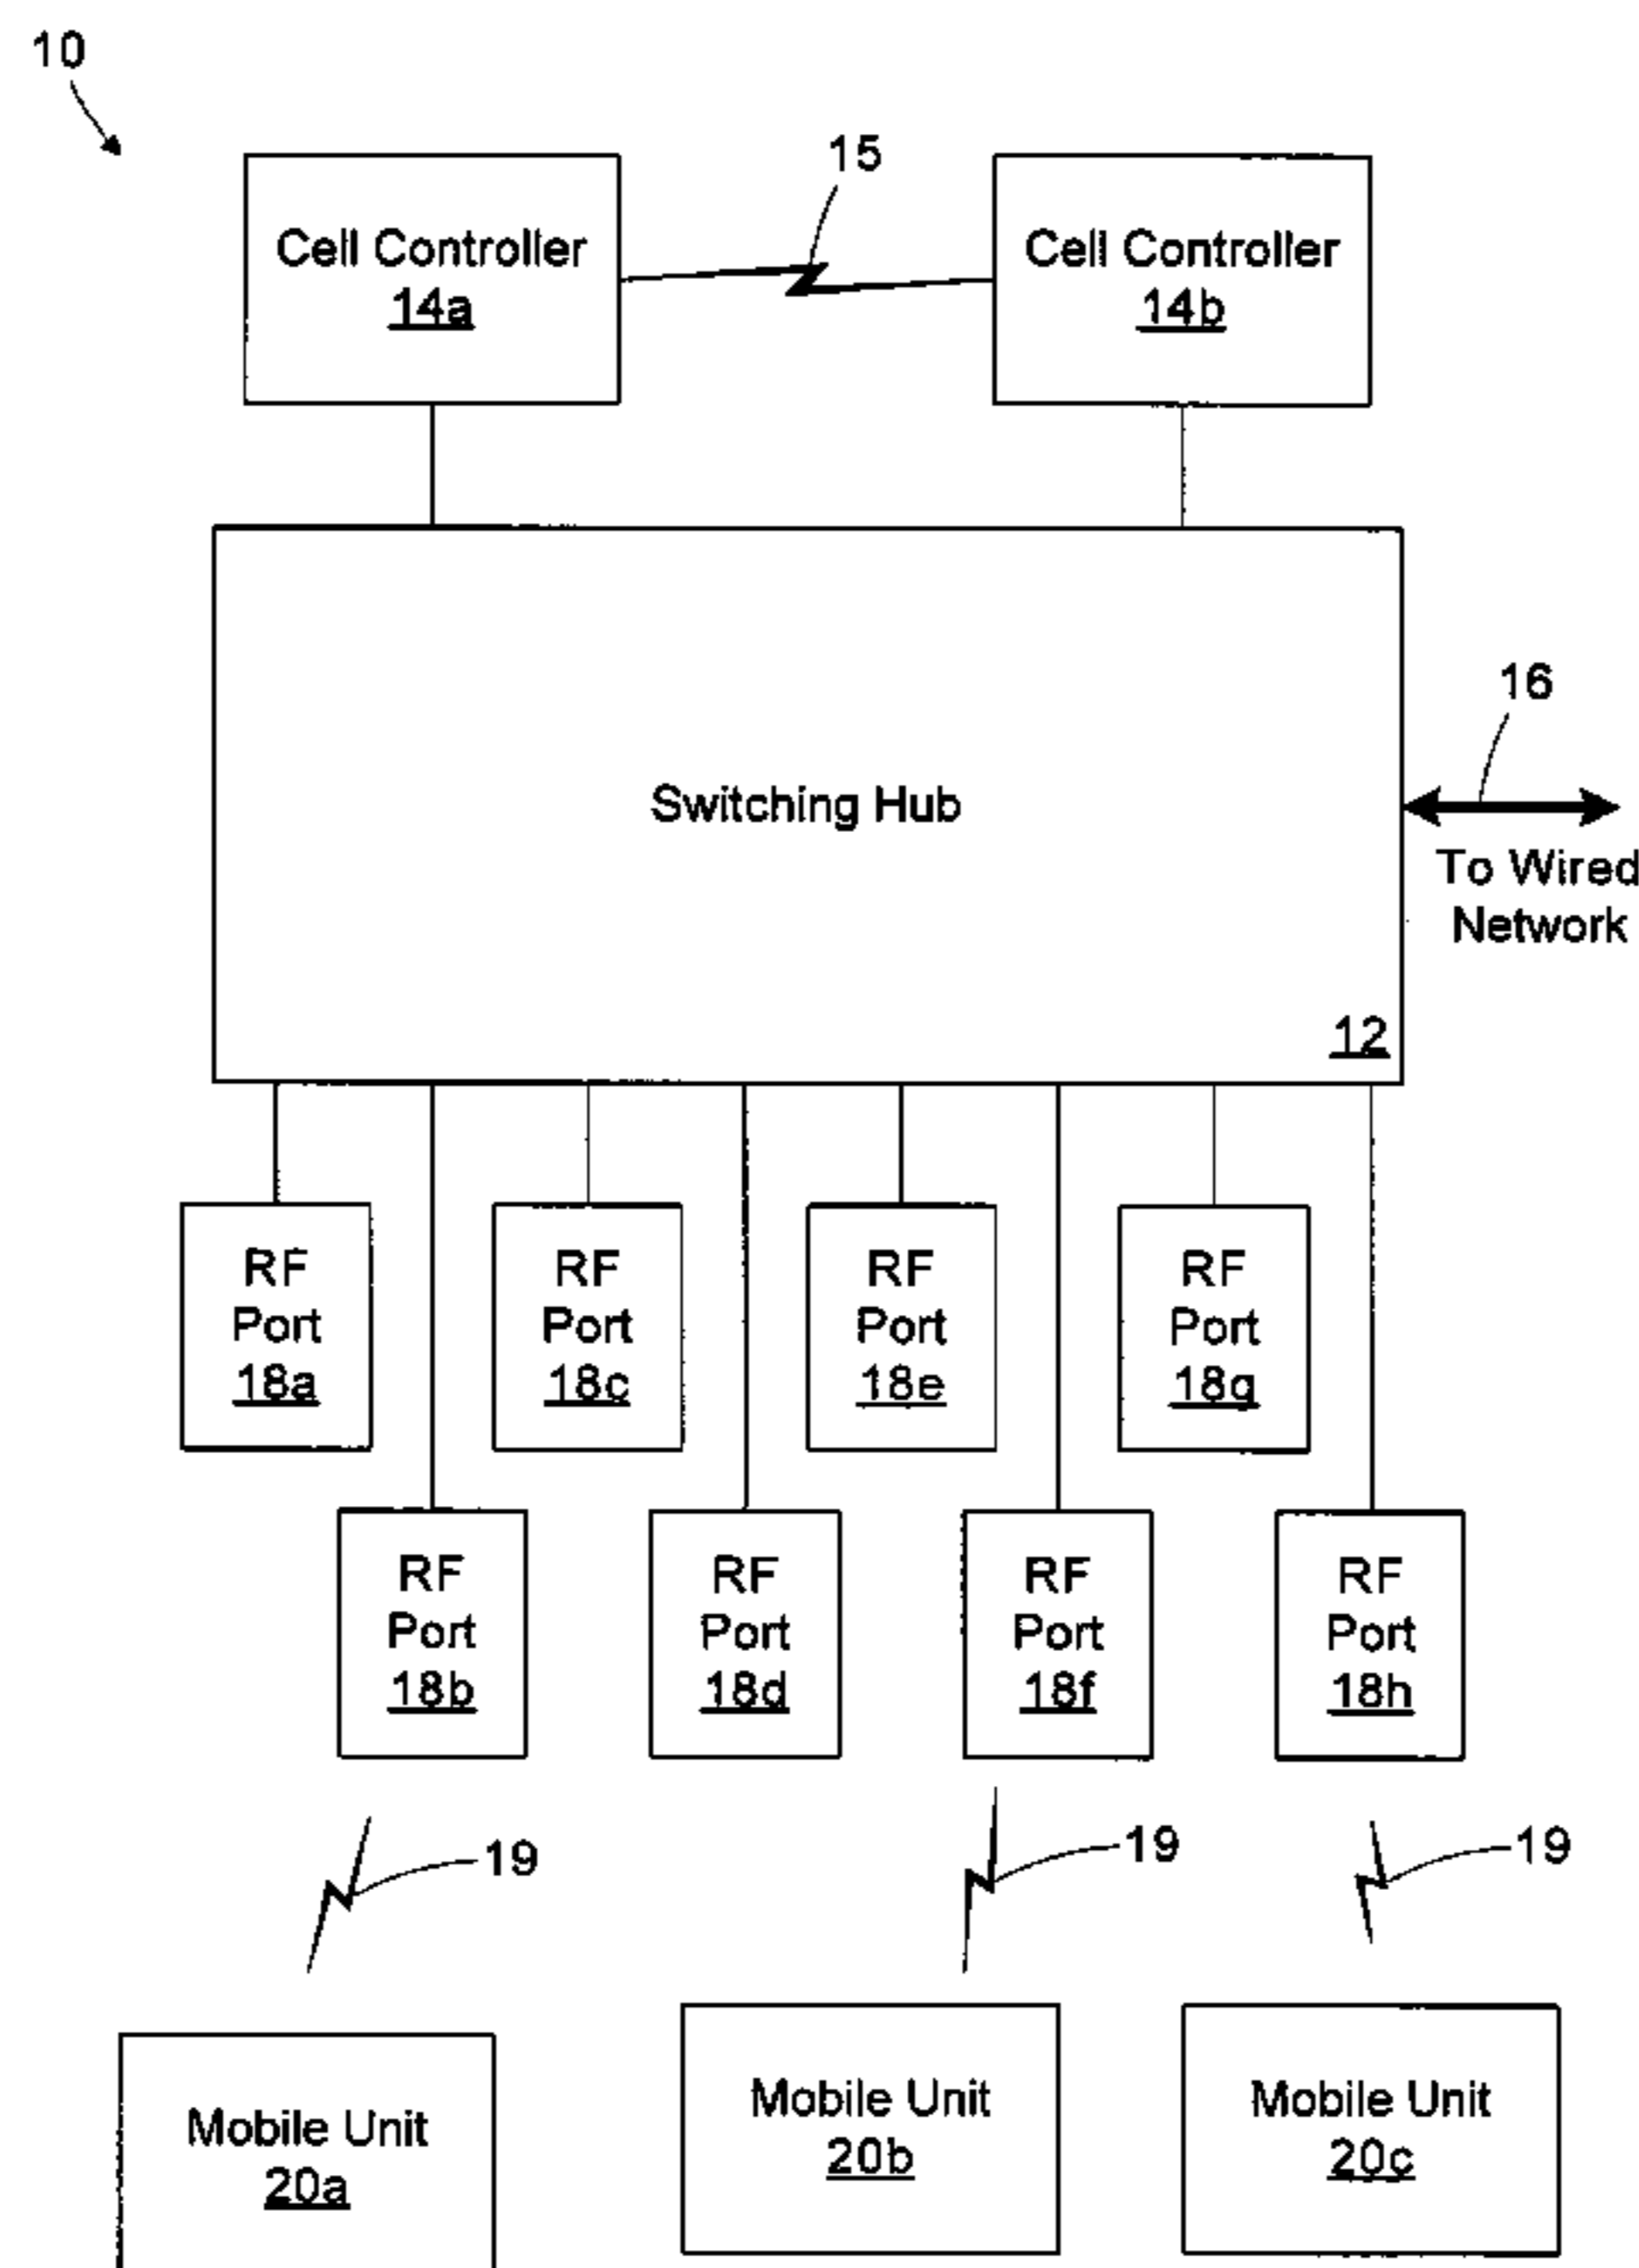 10
15
Cell Controller
14a
Cell Controller
14b
16
Switching Hub
To Wired
Network
12
RF
Port
18a
RF
Port
18c
RF
Port
18e
RF
Port
18g
RF
Port
18b
RF
Port
18d
RF
Port
18f
RF
Port
18h
19
19
19
Mobile Unit
20a
Mobile Unit
20b
Mobile Unit
20c